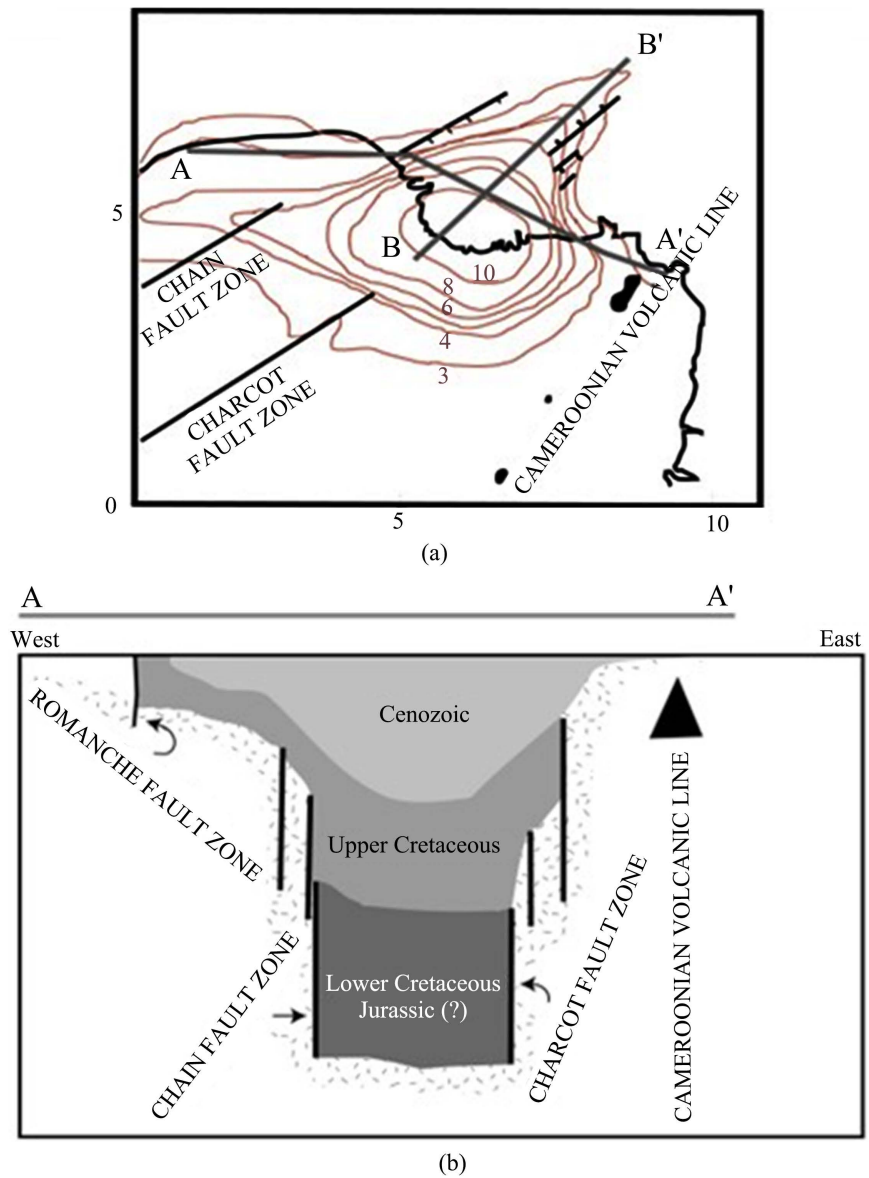 B'
A
5
A'
B
10
8
6
4
3
CHAIN
FAULT ZONE
CHARCOT
FAULT ZONE
CAMEROONIAN VOLCANIC LINE
0
5
10
(a)
A
A'
West
East
Cenozoic
ROMANCHE FAULT ZONE
Upper Cretaceous
Lower Cretaceous
Jurassic (?)
CHAIN FAULT ZONE
CHARCOT FAULT ZONE
CAMEROONIAN VOLCANIC LINE
(b)